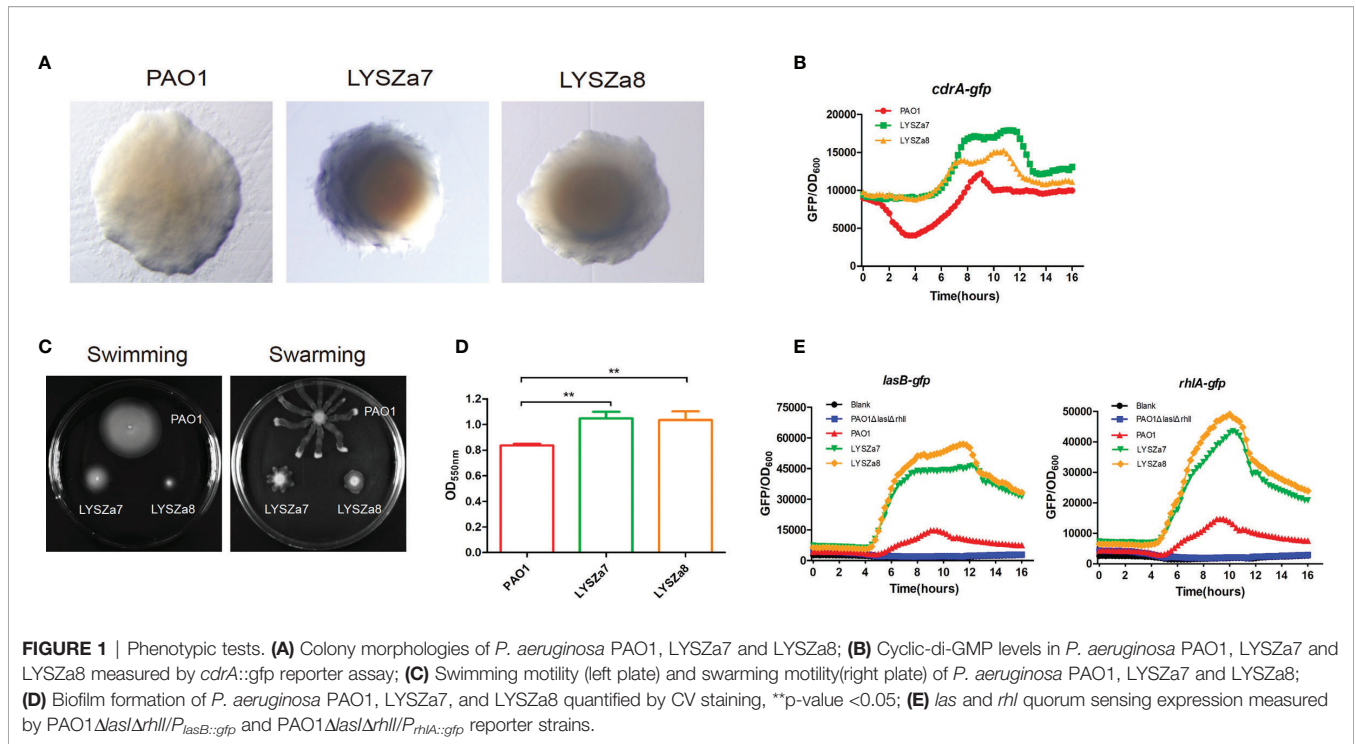 A
PAO1
LYSZa7
LYSZa8
B
cdrA-gfp
PAO1
LYSZa7
LYSZa8
20000
15000
10000
5000
0
GFP/OD600
0 2 4 6 8 10 12 14 16
Time(hours)
C
Swimming
Swarming
PAO1
LYSZa7
LYSZa8
PAO1
LYSZa7
LYSZa8
D
**
**
1.2
1.0
0.8
0.6
0.4
0.2
0.0
OD550nm
PAO1
LYSZa7
LYSZa8
E
lasB-gfp
Blank
PAO1ΔlasIΔrhlI
PAO1
LYSZa7
LYSZa8
75000
60000
45000
30000
15000
0
GFP/OD600
0 2 4 6 8 10 12 14 16
Time(hours)
rhlA-gfp
Blank
PAO1ΔlasIΔrhlI
PAO1
LYSZa7
LYSZa8
50000
40000
30000
20000
10000
0
GFP/OD600
0 2 4 6 8 10 12 14 16
Time(hours)
FIGURE 1 | Phenotypic tests. (A) Colony morphologies of P. aeruginosa PAO1, LYSZa7 and LYSZa8; (B) Cyclic-di-GMP levels in P. aeruginosa PAO1, LYSZa7 and
LYSZa8 measured by cdrA::gfp reporter assay; (C) Swimming motility (left plate) and swarming motility(right plate) of P. aeruginosa PAO1, LYSZa7 and LYSZa8;
(D) Biofilm formation of P. aeruginosa PAO1, LYSZa7, and LYSZa8 quantified by CV staining, **p-value <0.05; (E) las and rhl quorum sensing expression measured
by PAO1ΔlasIΔrhlI/PlasB::gfp and PAO1ΔlasIΔrhlI/PrhlA::gfp reporter strains.